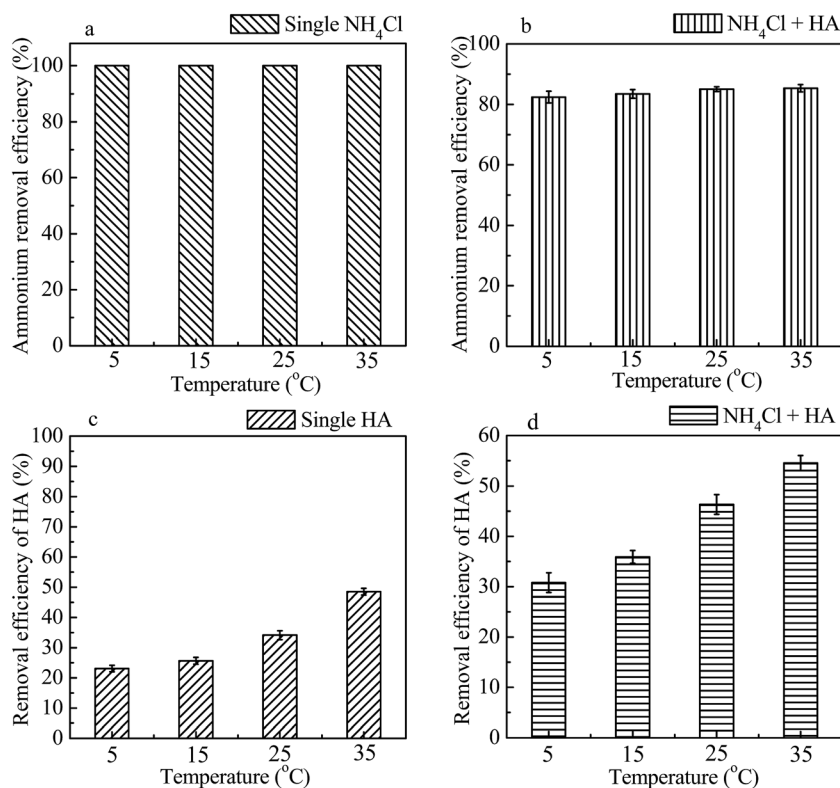 a
Single NH4Cl
Ammonium removal efficiency (%)
100
80
60
40
20
0
5 15 25 35
Temperature (°C)
b
NH4Cl + HA
Ammonium removal efficiency (%)
100
80
60
40
20
0
5 15 25 35
Temperature (°C)
c
Single HA
Removal efficiency of HA (%)
100
90
80
70
60
50
40
30
20
10
0
5 15 25 35
Temperature (°C)
d
NH4Cl + HA
Removal efficiency of HA (%)
60
50
40
30
20
10
0
5 15 25 35
Temperature (°C)